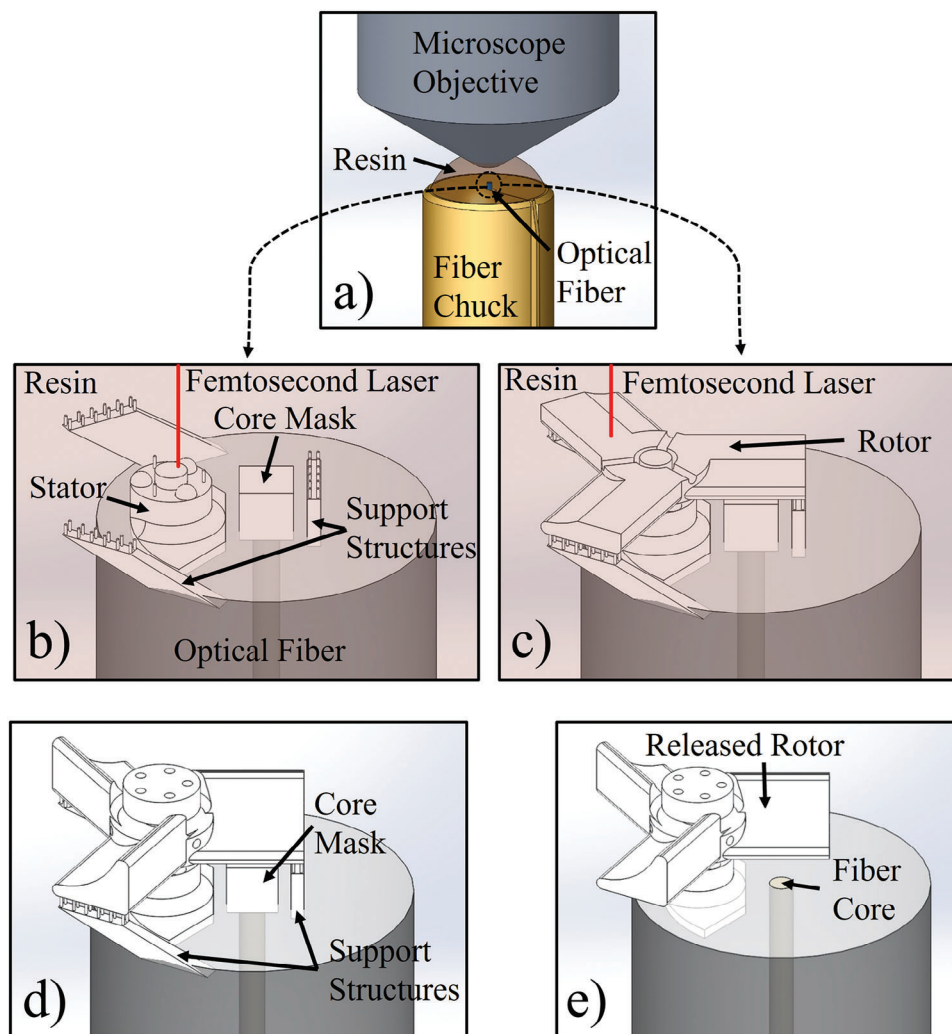 Microscope
Objective
Resin
Optical
Fiber
Fiber
Chuck
a)
Resin
Femtosecond Laser
Core Mask
Stator
Support
Structures
Optical Fiber
b)
Resin
Femtosecond Laser
Rotor
c)
Core
Mask
Support
Structures
d)
Released Rotor
Fiber
Core
e)